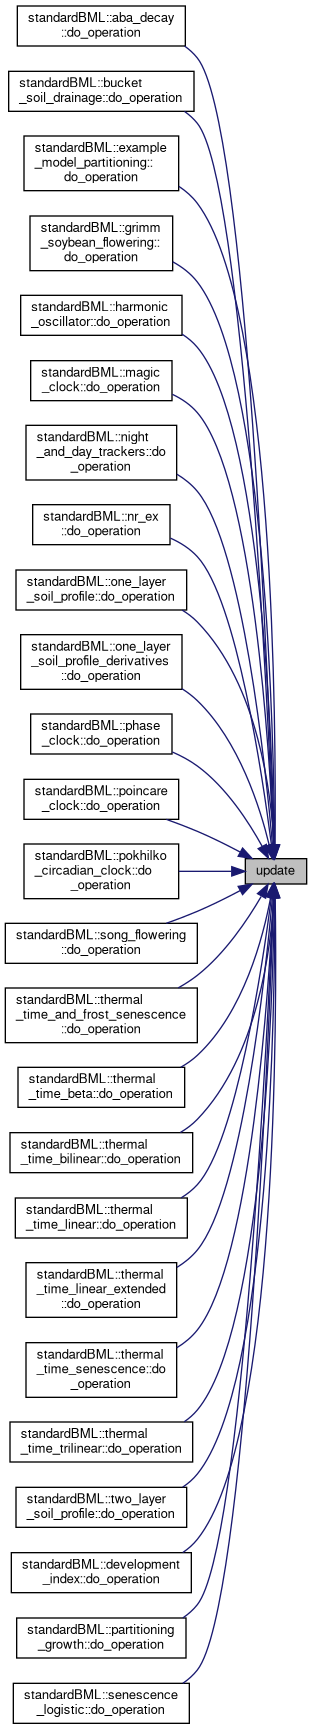 standardBML::aba_decay
::do_operation
standardBML::bucket
_soil_drainage::do_operation
standardBML::example
_model_partitioning::
do_operation
standardBML::grimm
_soybean_flowering::
do_operation
standardBML::harmonic
_oscillator::do_operation
standardBML::magic
_clock::do_operation
standardBML::night
_and_day_trackers::do
_operation
standardBML::nr_ex
::do_operation
standardBML::one_layer
_soil_profile::do_operation
standardBML::one_layer
_soil_profile_derivatives
::do_operation
standardBML::phase
_clock::do_operation
standardBML::poincare
_clock::do_operation
standardBML::pokhilko
_circadian_clock::do
_operation
update
standardBML::song_flowering
::do_operation
standardBML::thermal
_time_and_frost_senescence
::do_operation
standardBML::thermal
_time_beta::do_operation
standardBML::thermal
_time_bilinear::do_operation
standardBML::thermal
_time_linear::do_operation
standardBML::thermal
_time_linear_extended
::do_operation
standardBML::thermal
_time_senescence::do
_operation
standardBML::thermal
_time_trilinear::do_operation
standardBML::two_layer
_soil_profile::do_operation
standardBML::development
_index::do_operation
standardBML::partitioning
_growth::do_operation
standardBML::senescence
_logistic::do_operation